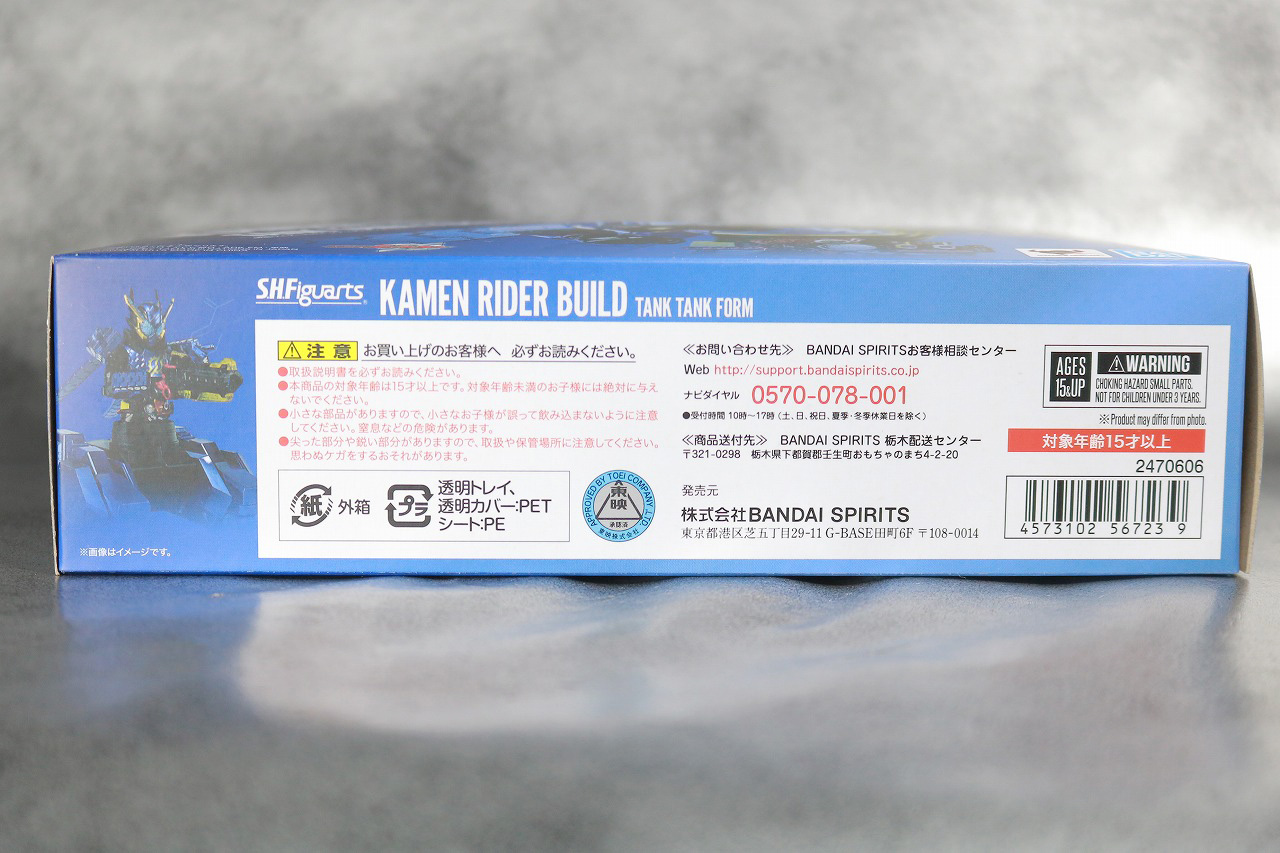 S.H.Figuarts
KAMEN RIDER BUILD TANK TANK FORM
注意 お買い上げのお客様へ 必ずお読みください。
●取扱説明書を必ずお読みください。
●本商品の対象年齢は15才以上です。対象年齢未満のお子様には絶対に与え
ないでください。
●小さな部品がありますので、小さなお子様が誤って飲み込まないように注意
してください。窒息などの危険があります。
●尖った部分や鋭い部分がありますので、取扱や保管場所に注意してください。
思わぬケガをするおそれがあります。
紙 外箱
プラ 透明トレイ、
透明カバー:PET
シート:PE
APPROVED BY TOEI COMPANY, LTD
東映
承認済
東映株式会社
≪お問い合わせ先≫ BANDAI SPIRITSお客様相談センター
Web http://support.bandaispirits.co.jp
ナビダイヤル 0570-078-001
●受付時間 10時~17時(土、日、祝日、夏季・冬季休業日を除く)
≪商品送付先≫ BANDAI SPIRITS 栃木配送センター
〒321-0298 栃木県下都賀郡壬生町おもちゃのまち4-2-20
発売元
株式会社BANDAI SPIRITS
東京都港区芝五丁目29-11 G-BASE田町6F 〒108-0014
AGES
15&UP
WARNING
CHOKING HAZARD SMALL PARTS.
NOT FOR CHILDREN UNDER 3 YEARS.
※Product may differ from photo.
対象年齢15才以上
2470606
4573102 56723 9
※画像はイメージです。